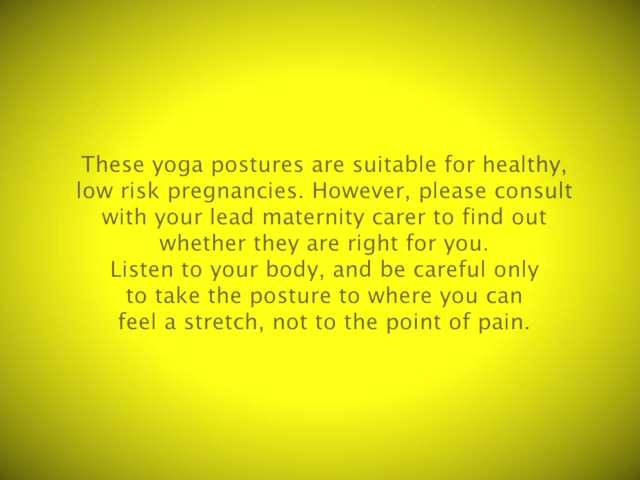 These yoga postures are suitable for healthy,
low risk pregnancies. However, please consult
with your lead maternity carer to find out
whether they are right for you.
Listen to your body, and be careful only
to take the posture to where you can
feel a stretch, not to the point of pain.